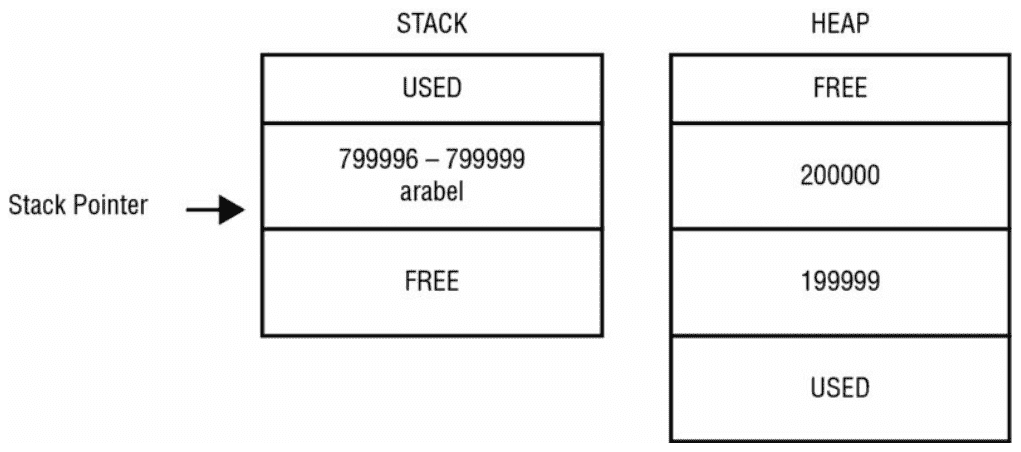 STACK
HEAP
USED
799996 – 799999
arabel
Stack Pointer
FREE
FREE
200000
199999
USED